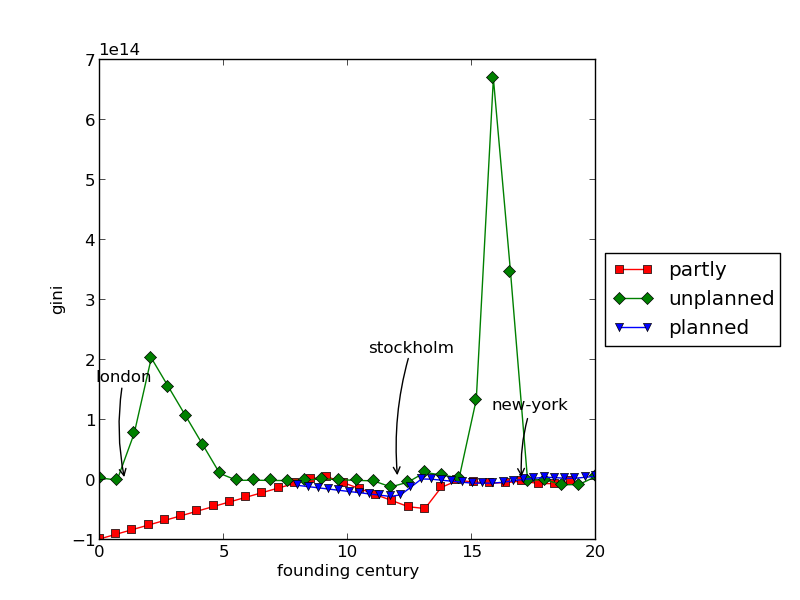 1e14
7
6
5
4
3
2
1
0
−1
0
5
10
15
20
gini
founding century
london
stockholm
new-york
partly
unplanned
planned